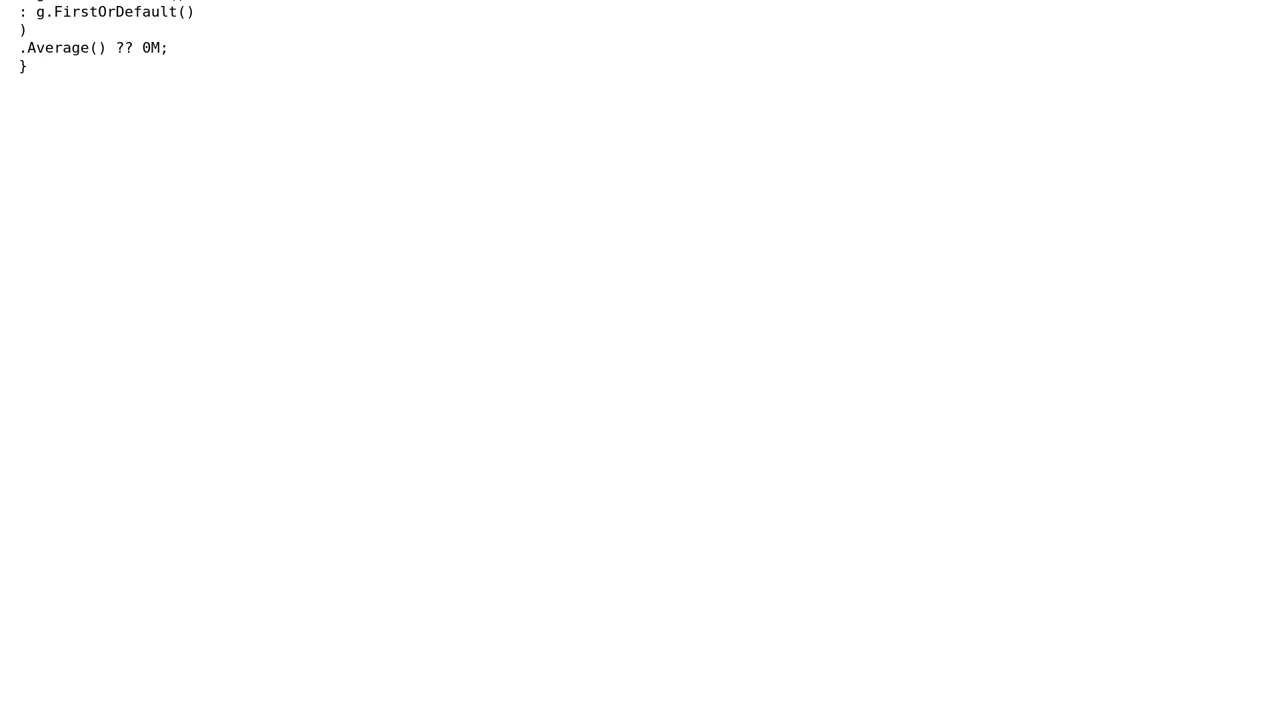 : g.FirstOrDefault()
)
.Average() ?? 0M;
}